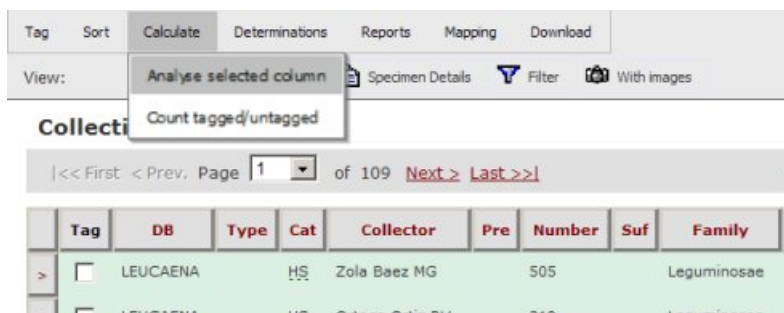 Tag Sort Calculate Determinations Reports Mapping Download
View: Analyse selected column Specimen Details Filter With images
Count tagged/untagged
Collecti
|<< First < Prev. Page 1 of 109 Next > Last >>|
Tag DB Type Cat Collector Pre Number Suf Family
> LEUCAENA HS Zola Baez MG 505 Leguminosae